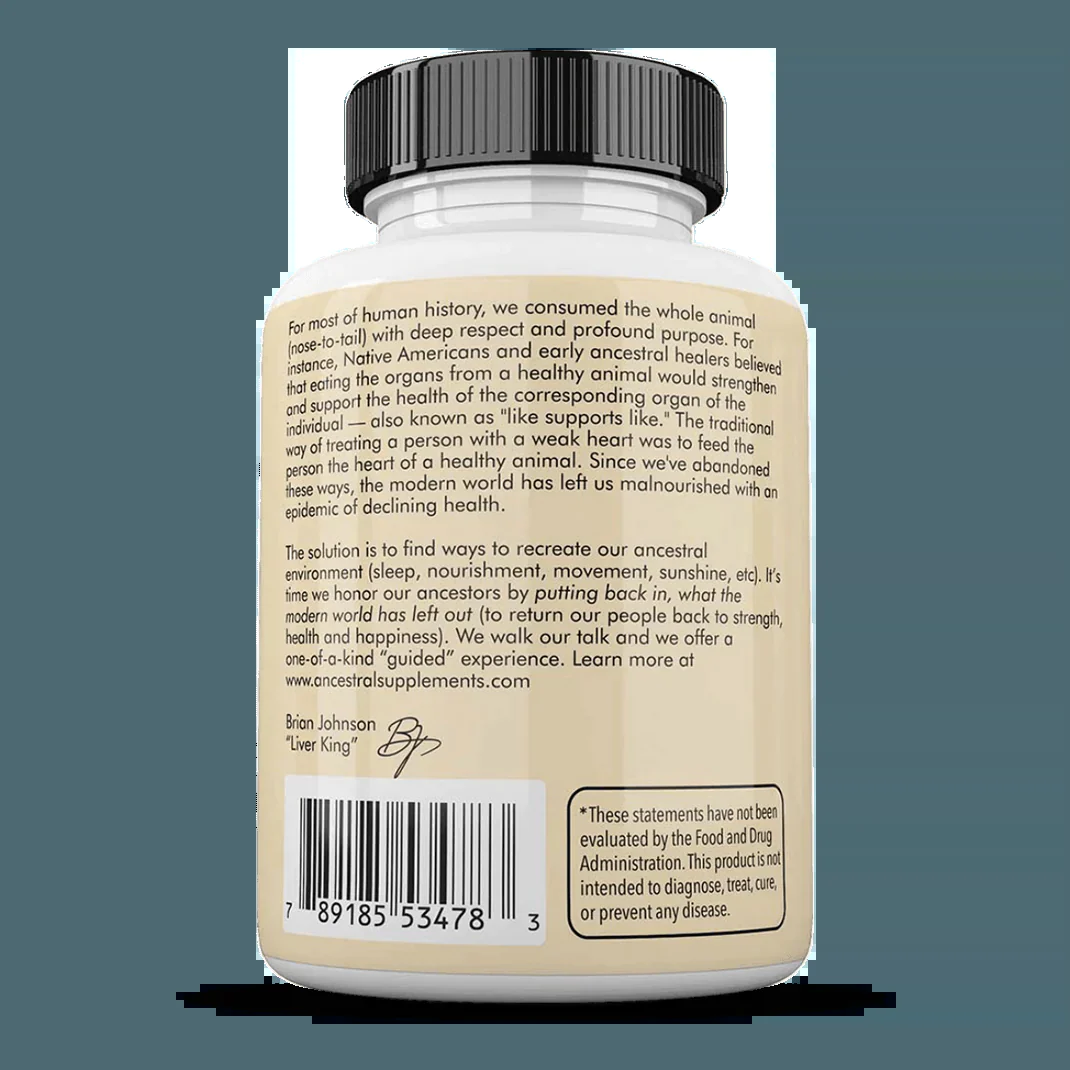 For most of human history, we consumed the whole animal
(nose-to-tail) with deep respect and profound purpose. For
instance, Native Americans and early ancestral healers believed
that eating the organs from a healthy animal would strengthen
and support the health of the corresponding organ of the
individual — also known as "like supports like." The traditional
way of treating a person with a weak heart was to feed the
person the heart of a healthy animal. Since we've abandoned
these ways, the modern world has left us malnourished with an
epidemic of declining health.
The solution is to find ways to recreate our ancestral
environment (sleep, nourishment, movement, sunshine, etc). It's
time we honor our ancestors by putting back in, what the
modern world has left out (to return our people back to strength,
health and happiness). We walk our talk and we offer a
one-of-a-kind “guided” experience. Learn more at
www.ancestralsupplements.com
Brian Johnson
“Liver King”
BJ
7 89185 53478 3
*These statements have not been
evaluated by the Food and Drug
Administration. This product is not
intended to diagnose, treat, cure,
or prevent any disease.